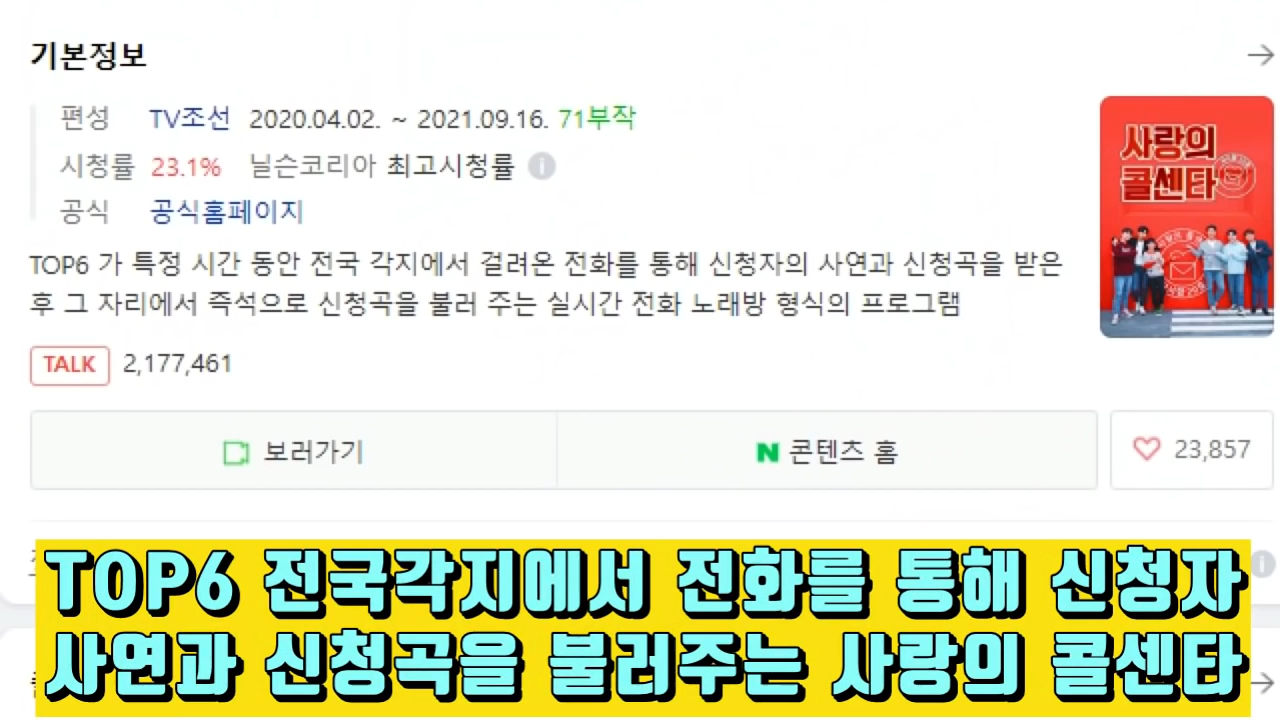 기본정보
편성 TV조선 2020.04.02. ~ 2021.09.16. 71부작
시청률 23.1% 닐슨코리아 최고시청률
공식 공식홈페이지
TOP6 가 특정 시간 동안 전국 각지에서 걸려온 전화를 통해 신청자의 사연과 신청곡을 받은
후 그 자리에서 즉석으로 신청곡을 불러 주는 실시간 전화 노래방 형식의 프로그램
사랑의
콜센타
TALK 2,177,461
보러가기
N 콘텐츠 홈
23,857
TOP6 전국각지에서 전화를 통해 신청자
사연과 신청곡을 불러주는 사랑의 콜센타